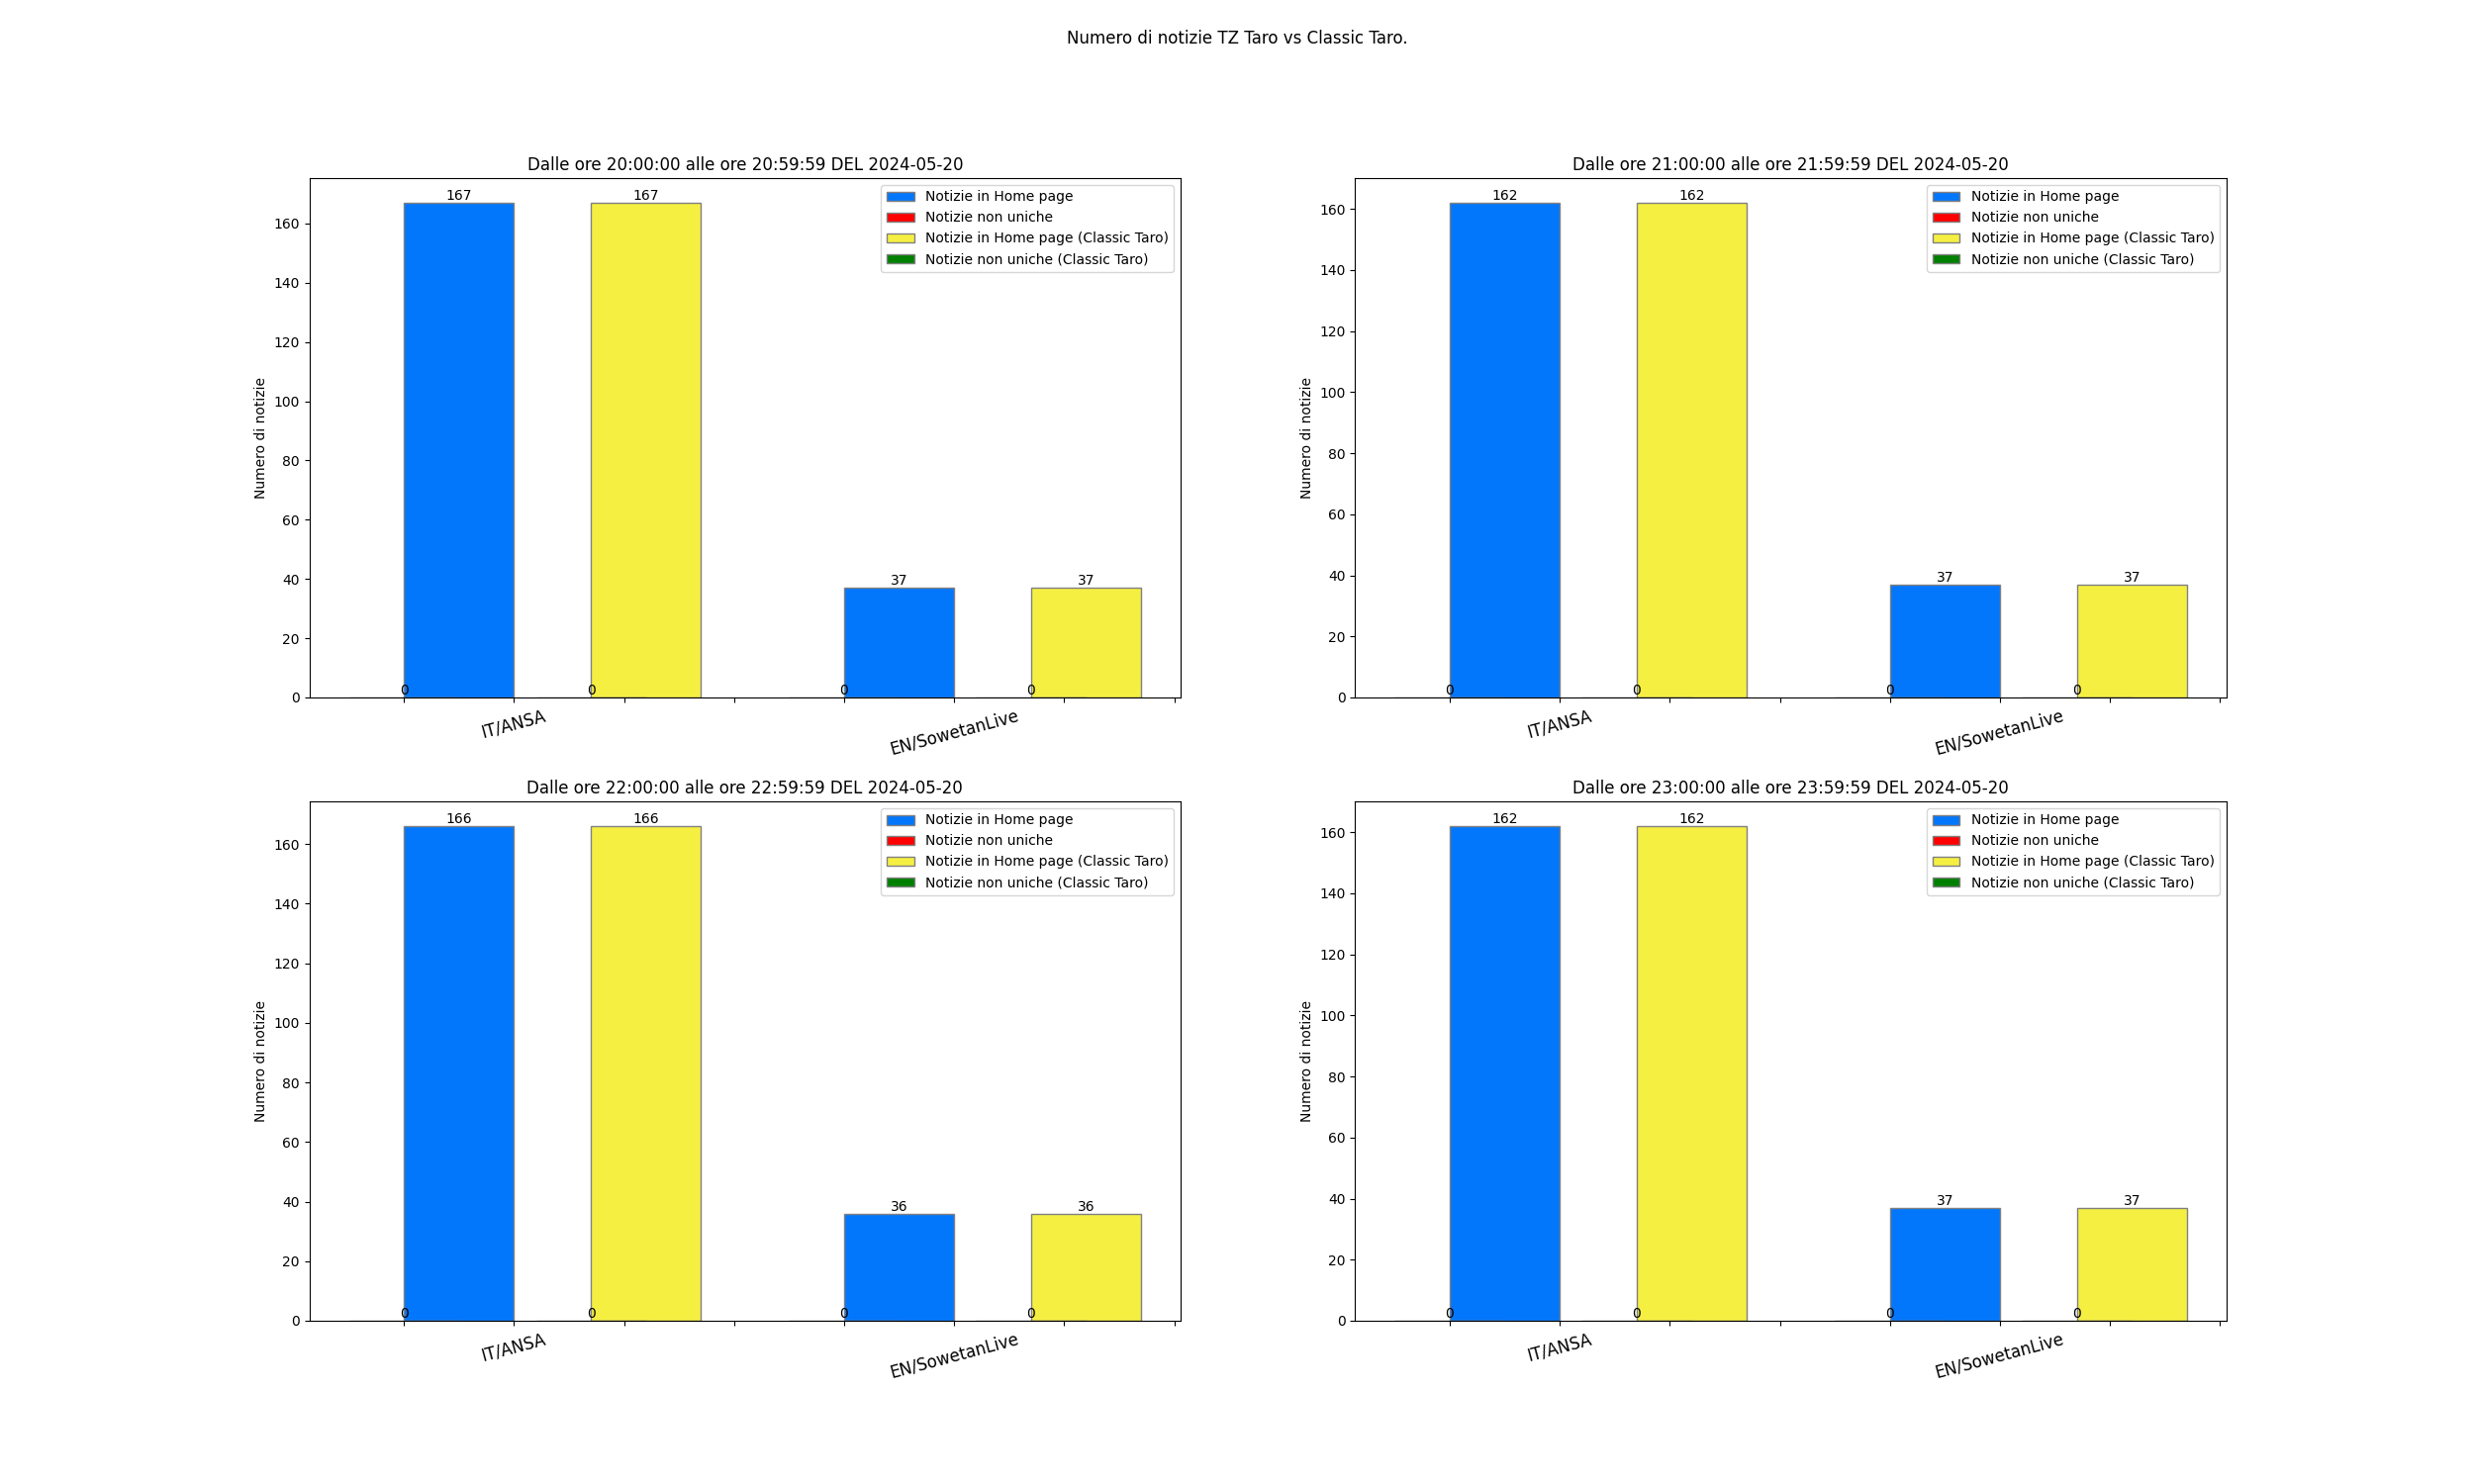 Numero di notizie TZ Taro vs Classic Taro.
Dalle ore 20:00:00 alle ore 20:59:59 DEL 2024-05-20
Numero di notizie
160
140
120
100
80
60
40
20
0
167
167
37
37
0
0
0
0
IT/ANSA
EN/SowetanLive
Notizie in Home page
Notizie non uniche
Notizie in Home page (Classic Taro)
Notizie non uniche (Classic Taro)
Dalle ore 21:00:00 alle ore 21:59:59 DEL 2024-05-20
Numero di notizie
160
140
120
100
80
60
40
20
0
162
162
37
37
0
0
0
0
IT/ANSA
EN/SowetanLive
Notizie in Home page
Notizie non uniche
Notizie in Home page (Classic Taro)
Notizie non uniche (Classic Taro)
Dalle ore 22:00:00 alle ore 22:59:59 DEL 2024-05-20
Numero di notizie
160
140
120
100
80
60
40
20
0
166
166
36
36
0
0
0
0
IT/ANSA
EN/SowetanLive
Notizie in Home page
Notizie non uniche
Notizie in Home page (Classic Taro)
Notizie non uniche (Classic Taro)
Dalle ore 23:00:00 alle ore 23:59:59 DEL 2024-05-20
Numero di notizie
160
140
120
100
80
60
40
20
0
162
162
37
37
0
0
0
0
IT/ANSA
EN/SowetanLive
Notizie in Home page
Notizie non uniche
Notizie in Home page (Classic Taro)
Notizie non uniche (Classic Taro)